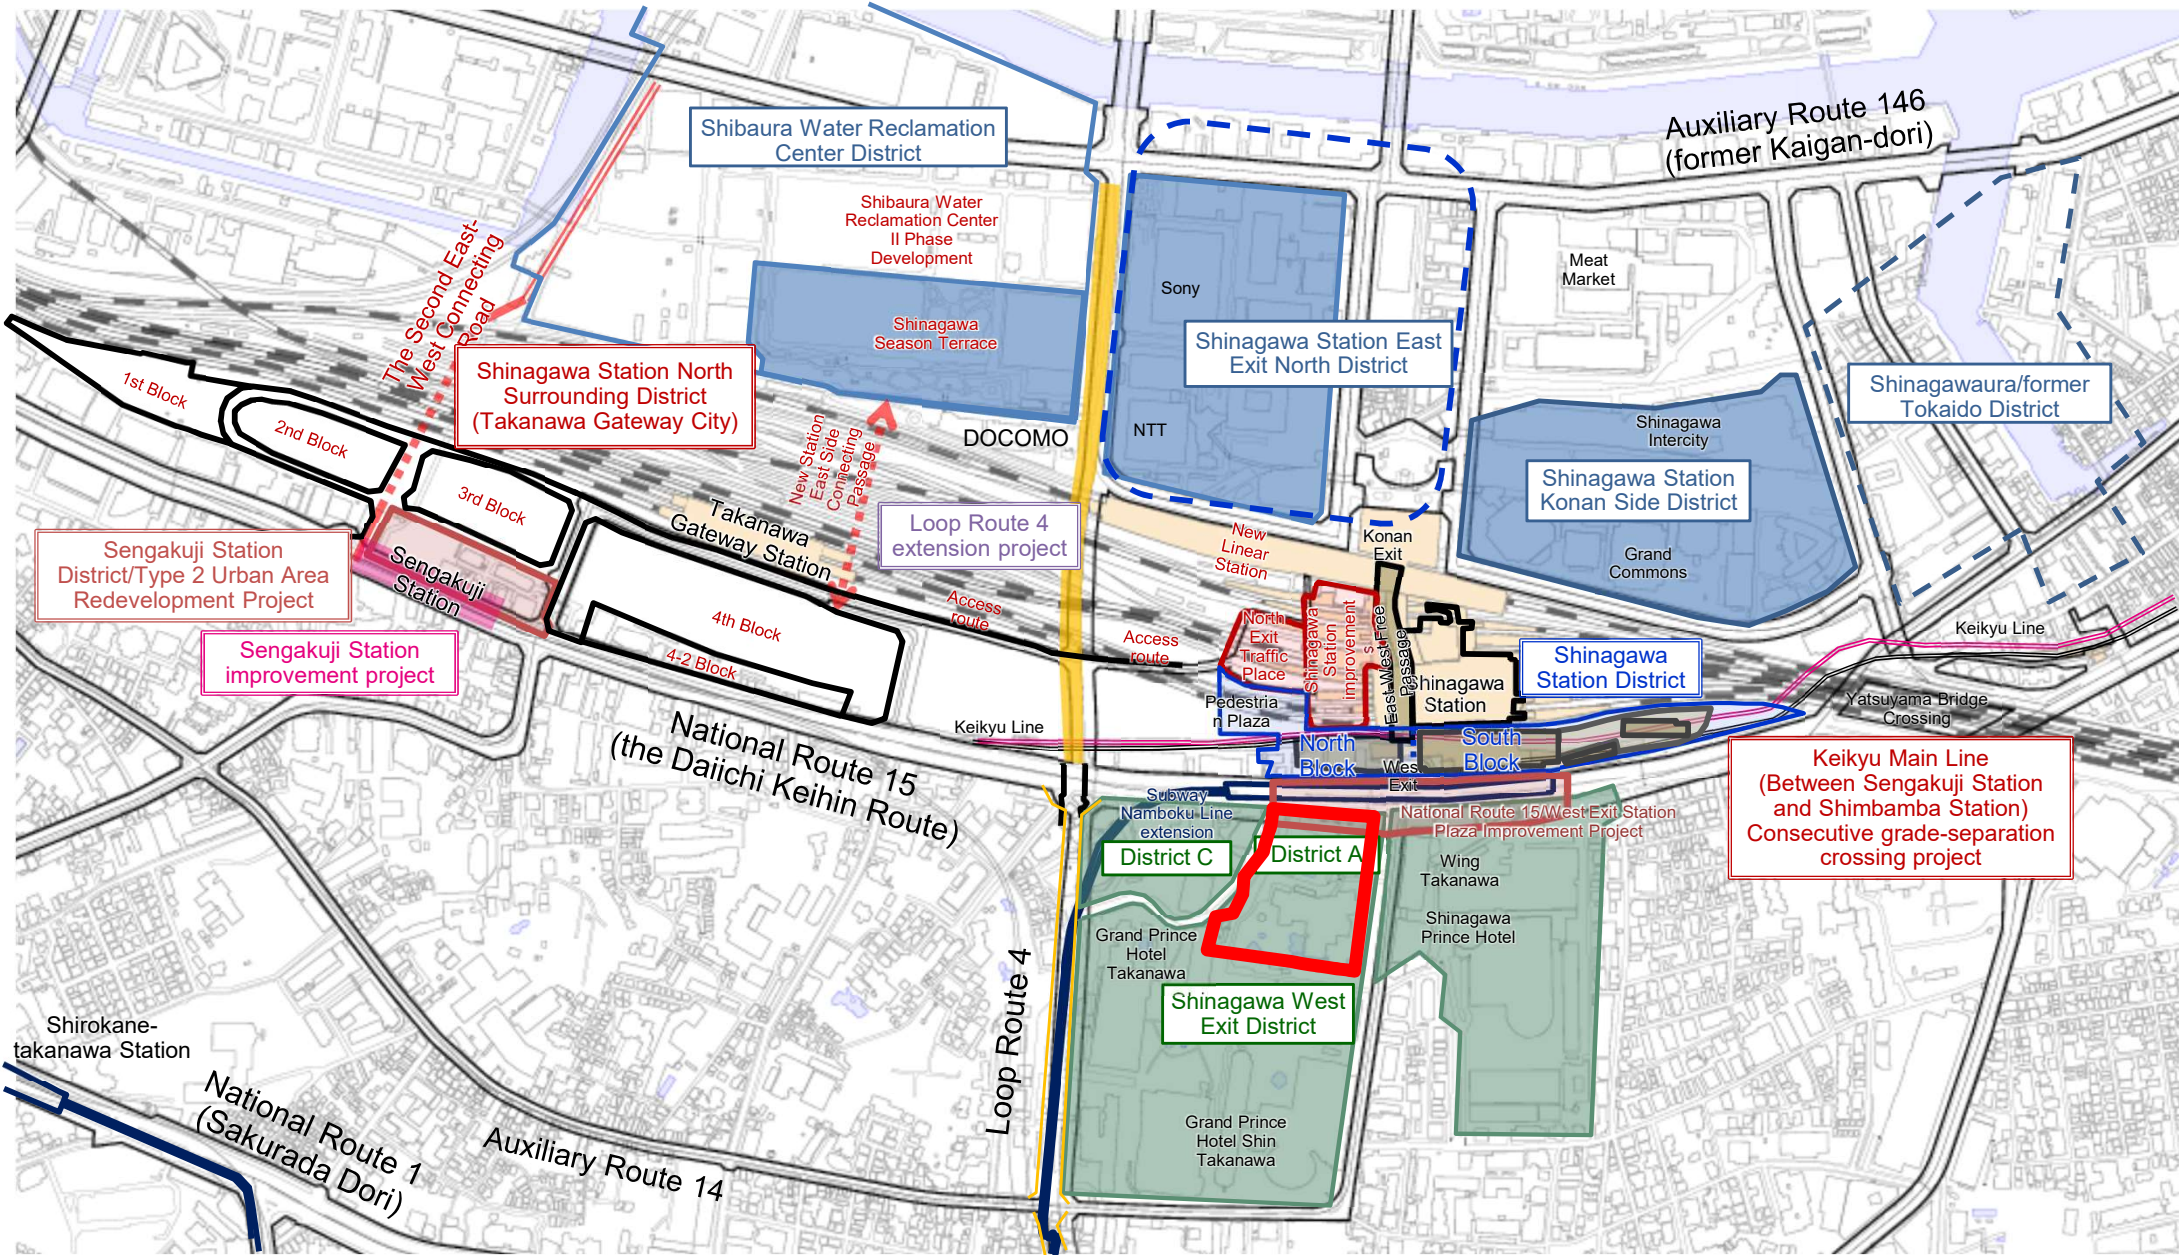 Auxiliary Route 146
(former Kaigan-dori)
Shibaura Water Reclamation
Center District
Shibaura Water
Reclamation Center
II Phase
Development
The Second East-
West Connecting
Road
Meat
Market
Sony
Shinagawa
Season Terrace
Shinagawa Station East
Exit North District
Shinagawa Station North
Surrounding District
(Takanawa Gateway City)
1st Block
2nd Block
3rd Block
Shinagawaura/former
Tokaido District
NTT
DOCOMO
Shinagawa
Intercity
Shinagawa Station
Konan Side District
Grand
Commons
New Station
East Side
Connecting
Passage
Takanawa
Gateway Station
Loop Route 4
extension project
New
Linear
Station
Konan
Exit
Sengakuji Station
District/Type 2 Urban Area
Redevelopment Project
Sengakuji
Station
Sengakuji Station
improvement project
4th Block
4-2 Block
Access
route
Access
route
North
Exit
Traffic
Place
Shinagawa
Station
improvement
s
East-West Free
Passage
Shinagawa
Station
Shinagawa
Station District
Keikyu Line
Yatsuyama Bridge
Crossing
Pedestria
n Plaza
Keikyu Line
North
Block
South
Block
West
Exit
National Route 15
(the Daiichi Keihin Route)
Keikyu Main Line
(Between Sengakuji Station
and Shimbamba Station)
Consecutive grade-separation
crossing project
Subway
Namboku Line
extension
National Route 15/West Exit Station
Plaza Improvement Project
District C
District A
Wing
Takanawa
Shinagawa
Prince Hotel
Grand Prince
Hotel
Takanawa
Shinagawa West
Exit District
Loop Route 4
Grand Prince
Hotel Shin
Takanawa
Shirokane-
takanawa Station
National Route 1
(Sakurada Dori)
Auxiliary Route 14